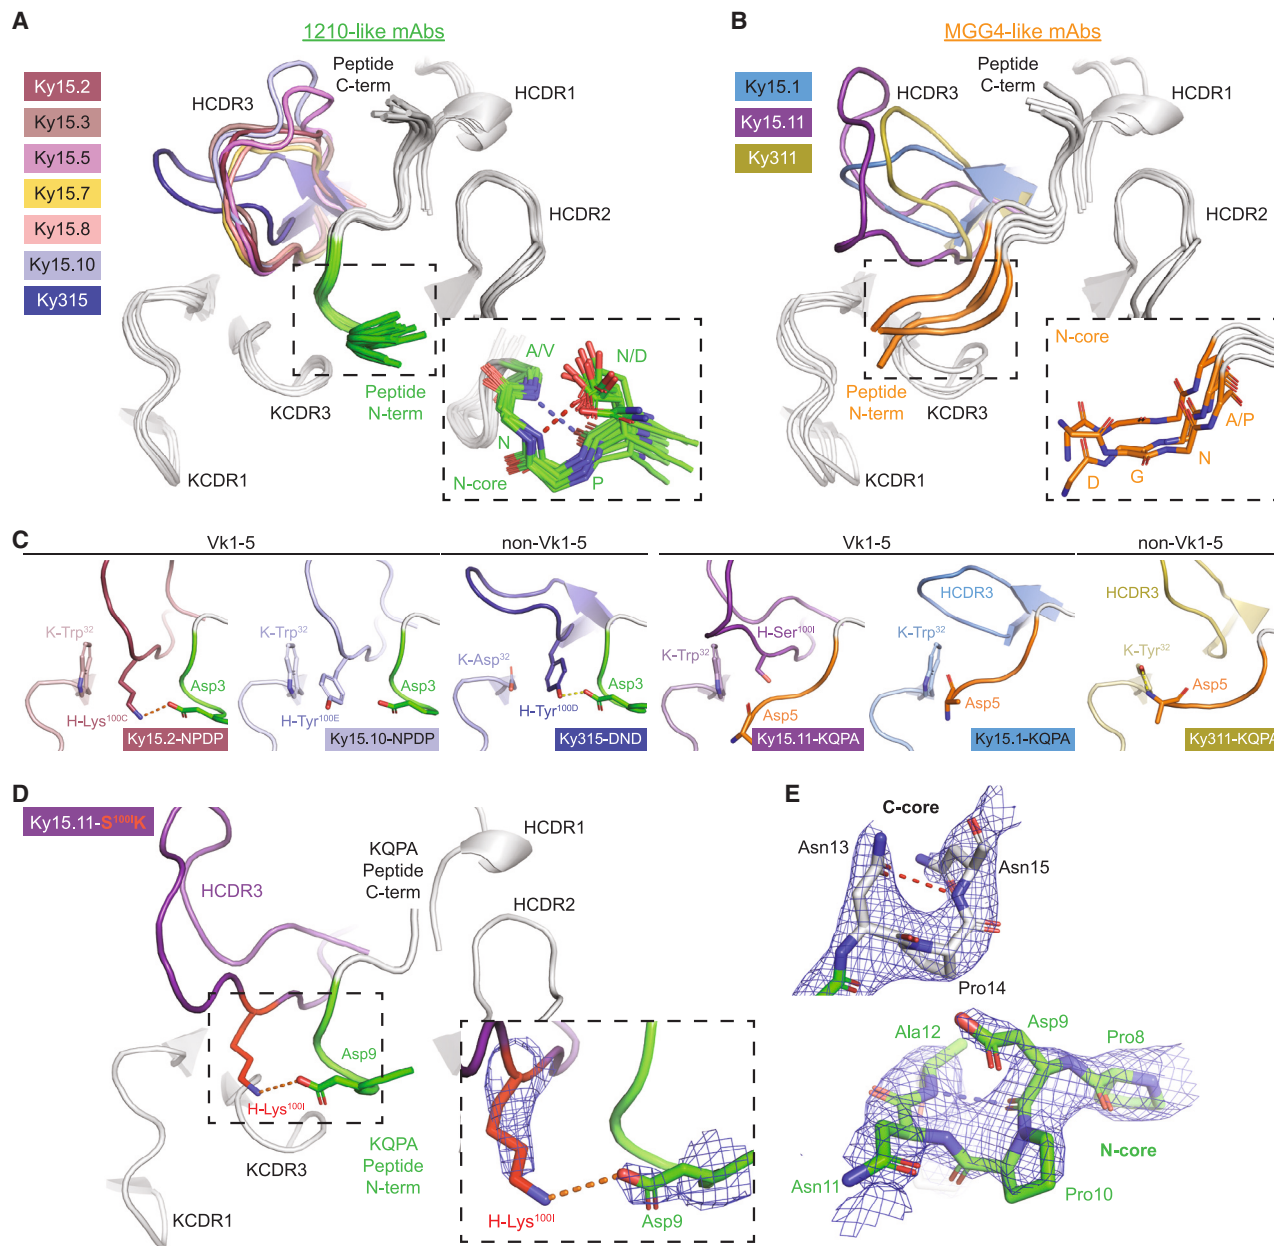 A
1210-like mAbs
Ky15.2
Ky15.3
Ky15.5
Ky15.7
Ky15.8
Ky15.10
Ky315
HCDR3
Peptide
C-term
HCDR1
HCDR2
KCDR3
KCDR1
Peptide
N-term
A/V
N/D
N
N-core
P
B
MGG4-like mAbs
Ky15.1
Ky15.11
Ky311
HCDR3
Peptide
C-term
HCDR1
HCDR2
Peptide
N-term
KCDR3
KCDR1
N-core
A/P
N
G
D
C
Vk1-5
non-Vk1-5
Vk1-5
non-Vk1-5
K-Trp32
Asp3
H-Lys100C
Ky15.2-NPDP
K-Trp32
Asp3
H-Tyr100E
Ky15.10-NPDP
K-Asp32
Asp3
H-Tyr100D
Ky315-DND
H-Ser100I
K-Trp32
Asp5
Ky15.11-KQPA
HCDR3
K-Trp32
Asp5
Ky15.1-KQPA
HCDR3
K-Tyr32
Asp5
Ky311-KQPA
D
Ky15.11-S100IK
HCDR3
KQPA
Peptide
C-term
HCDR1
HCDR2
Asp9
H-Lys100I
KCDR3
KCDR1
KQPA
Peptide
N-term
H-Lys100I
Asp9
E
C-core
Asn13
Asn15
Pro14
Ala12
Asp9
Pro8
N-core
Asn11
Pro10